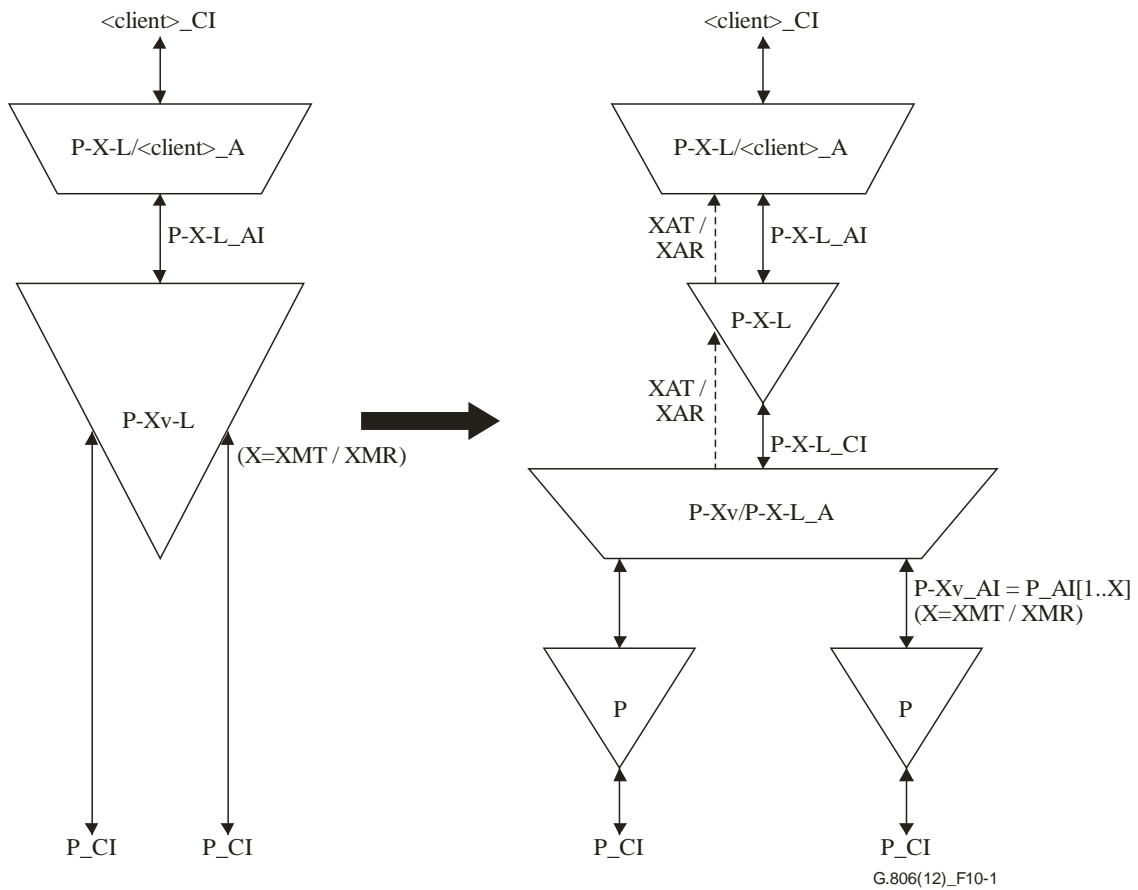 <client>_CI
<client>_CI
P-X-L/<client>_A
P-X-L/<client>_A
P-X-L_AI
XAT /
XAR
P-X-L_AI
P-X-L
P-Xv-L
XAT /
XAR
(X=XMT / XMR)
P-X-L_CI
P-Xv/P-X-L_A
P-Xv_AI = P_AI[1..X]
(X=XMT / XMR)
P
P
P_CI
P_CI
P_CI
P_CI
G.806(12)_F10-1